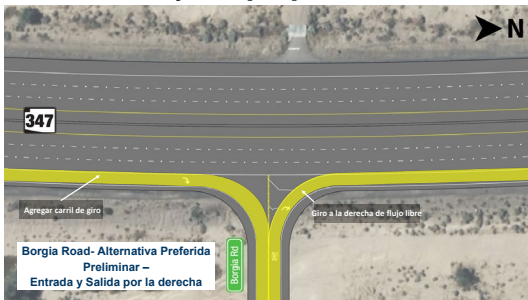 N
347
Agregar carril de giro
Giro a la derecha de flujo libre
Borgia Road- Alternativa Preferida
Preliminar –
Entrada y Salida por la derecha
Borgia Rd